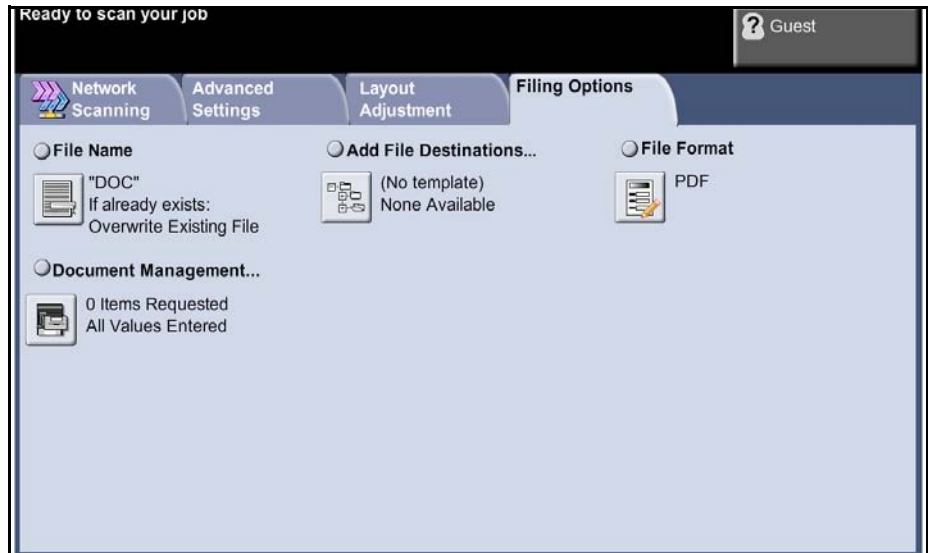 Ready to scan your job
Guest
Network
Scanning
Advanced
Settings
Layout
Adjustment
Filing Options
File Name
"DOC"
If already exists:
Overwrite Existing File
Add File Destinations...
(No template)
None Available
File Format
PDF
Document Management...
0 Items Requested
All Values Entered